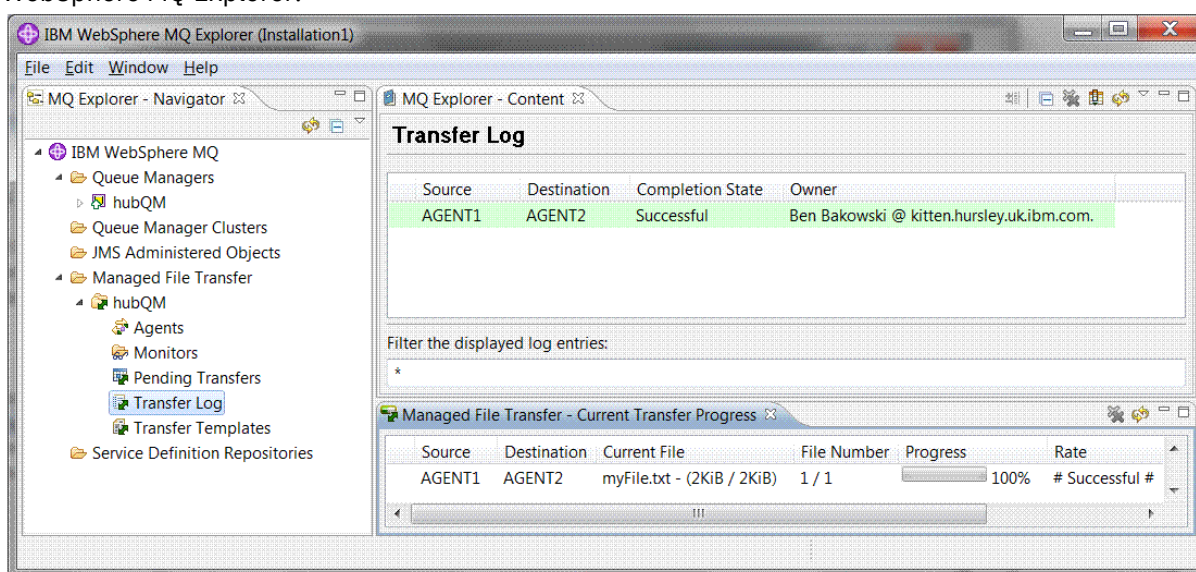 WebSphere MQ Explorer.
IBM WebSphere MQ Explorer (Installation1)
File Edit Window Help
MQ Explorer - Navigator
IBM WebSphere MQ
Queue Managers
hubQM
Queue Manager Clusters
JMS Administered Objects
Managed File Transfer
hubQM
Agents
Monitors
Pending Transfers
Transfer Log
Transfer Templates
Service Definition Repositories
MQ Explorer - Content
Transfer Log
Source Destination Completion State Owner
AGENT1 AGENT2 Successful Ben Bakowski @ kitten.hursley.uk.ibm.com.
Filter the displayed log entries:
*
Managed File Transfer - Current Transfer Progress
Source Destination Current File File Number Progress Rate
AGENT1 AGENT2 myFile.txt - (2KiB / 2KiB) 1 / 1 100% # Successful #